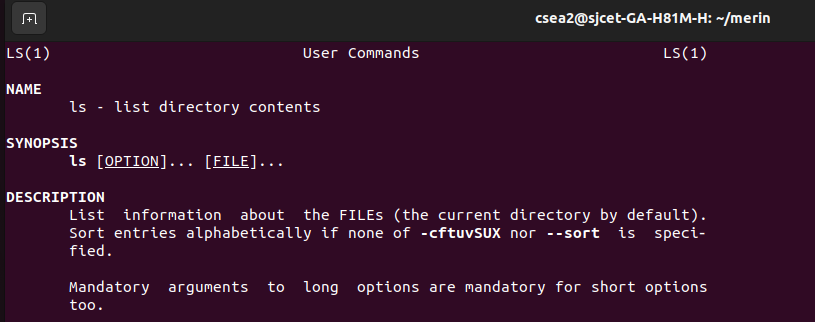 csea2@sjcet-GA-H81M-H: ~/merin
LS(1) User Commands LS(1)
NAME
ls - list directory contents
SYNOPSIS
ls [OPTION]... [FILE]...
DESCRIPTION
List information about the FILEs (the current directory by default).
Sort entries alphabetically if none of -cftuvSUX nor --sort is speci-
fied.
Mandatory arguments to long options are mandatory for short options
too.